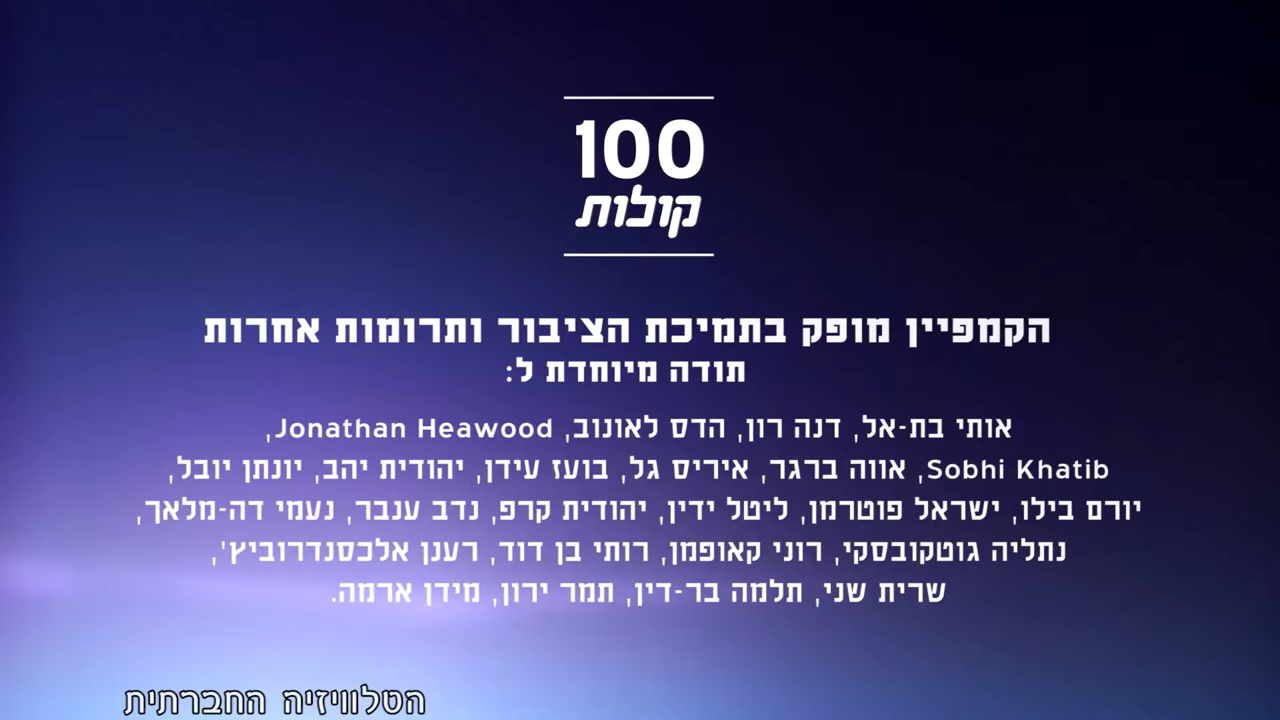 100
קולות
הקמפיין מופק בתמיכת הציבור ותרומות אחרות
תודה מיוחדת ל:
אותי בת-אל, דנה רון, הדס לאונוב, Jonathan Heawood,
Sobhi Khatib, אווה ברגר, איריס גל, בועז עידן, יהודית יהב, יונתן יובל,
יורם בילו, ישראל פוטרמן, ליטל ידין, יהודית קרפ, נדב ענבר, נעמי דה-מלאך,
נתליה גוטקובסקי, רוני קאופמן, רותי בן דוד, רענן אלכסנדרוביץ',
שרית שני, תלמה בר-דין, תמר ירון, מידן ארמה.
הטלוויזיה החברתית